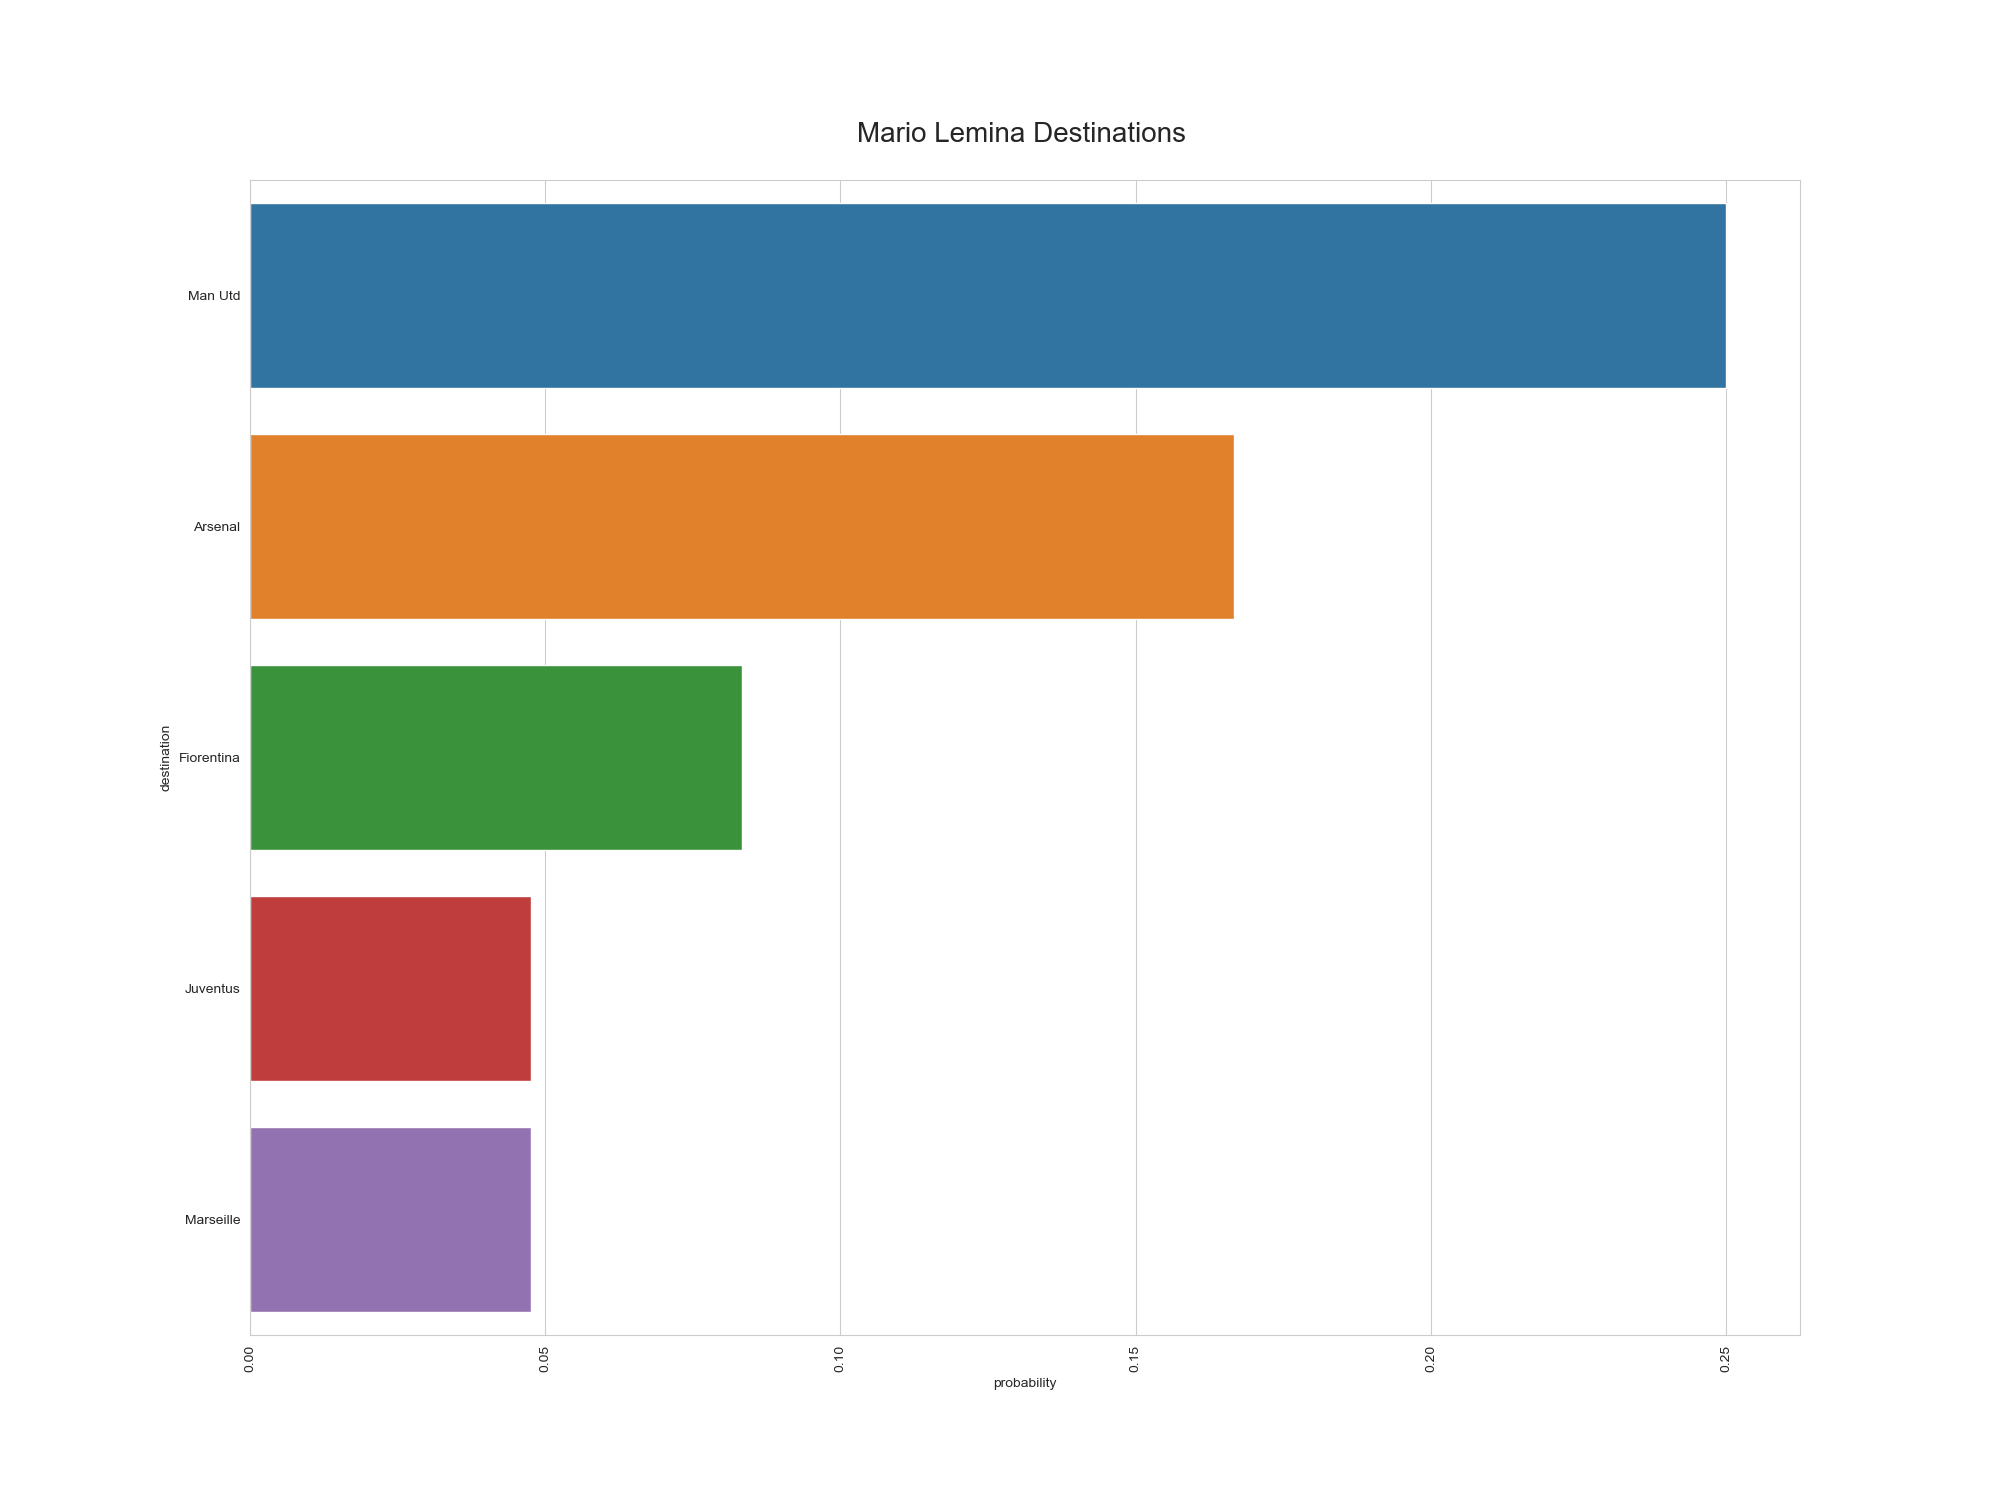 Mario Lemina Destinations
Man Utd
Arsenal
Fiorentina
Juventus
Marseille
destination
0.00
0.05
0.10
0.15
0.20
0.25
probability